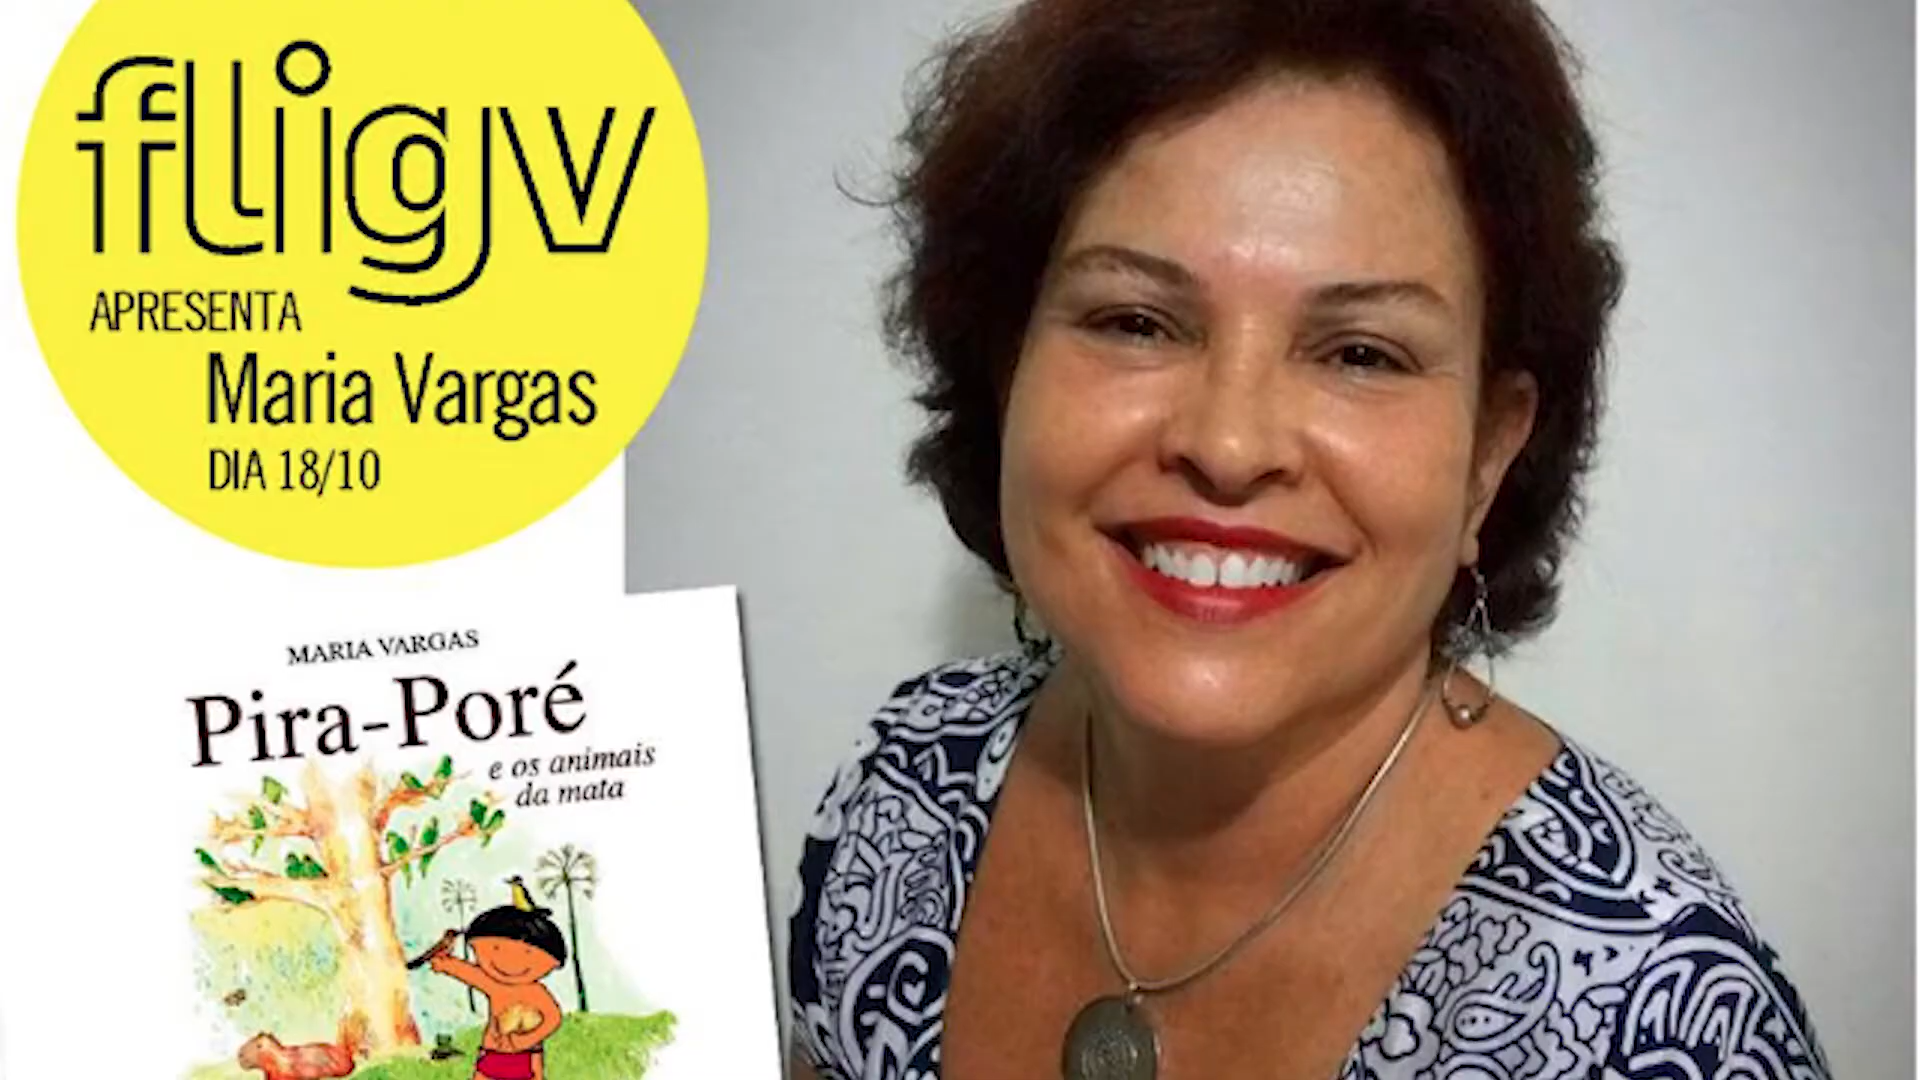 fligv
APRESENTA
Maria Vargas
DIA 18/10
MARIA VARGAS
Pira-Poré
e os animais
da mata